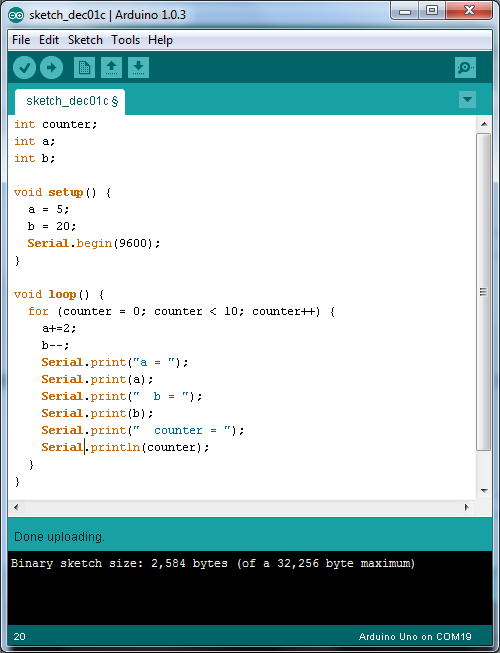 sketch_dec01c | Arduino 1.0.3
File Edit Sketch Tools Help
sketch_dec01c §
int counter;
int a;
int b;
void setup() {
  a = 5;
  b = 20;
  Serial.begin(9600);
}
void loop() {
  for (counter = 0; counter < 10; counter++) {
    a+=2;
    b--;
    Serial.print("a = ");
    Serial.print(a);
    Serial.print("  b = ");
    Serial.print(b);
    Serial.print("  counter = ");
    Serial.println(counter);
  }
}
Done uploading.
Binary sketch size: 2,584 bytes (of a 32,256 byte maximum)
20 Arduino Uno on COM19